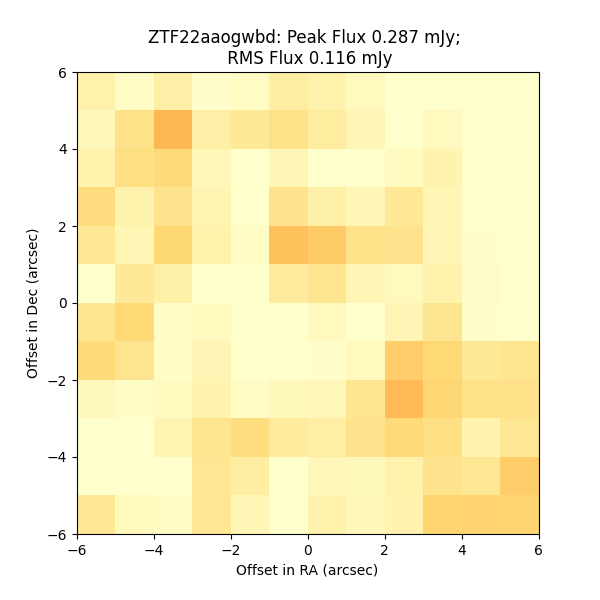 ZTF22aaogwbd: Peak Flux 0.287 mJy;
RMS Flux 0.116 mJy
6
4
2
0
−2
−4
−6
Offset in Dec (arcsec)
−6 −4 −2 0 2 4 6
Offset in RA (arcsec)